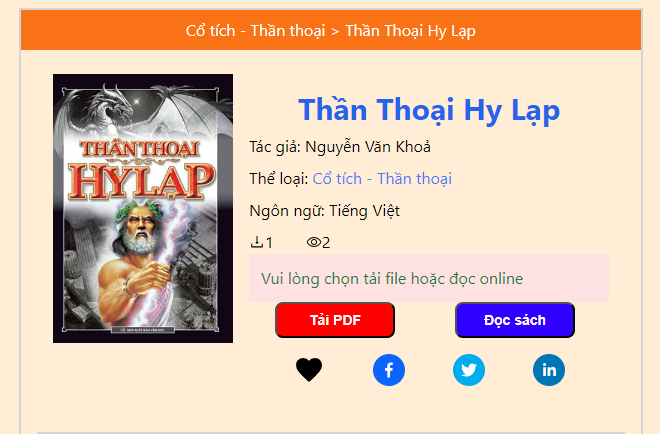 Cổ tích - Thần thoại > Thần Thoại Hy Lạp
THẦN THOẠI
HY LẠP
Thần Thoại Hy Lạp
Tác giả: Nguyễn Văn Khoả
Thể loại: Cổ tích - Thần thoại
Ngôn ngữ: Tiếng Việt
1 2
Vui lòng chọn tải file hoặc đọc online
Tải PDF Đọc sách